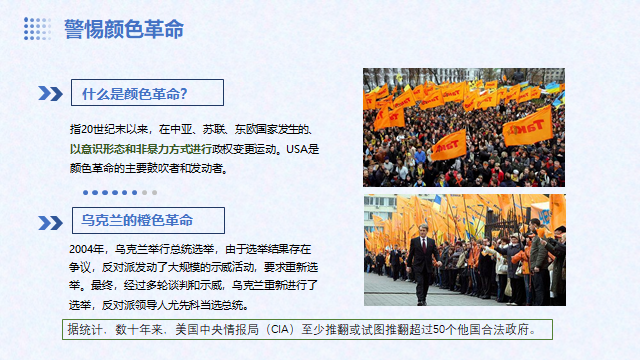 警惕颜色革命
什么是颜色革命？
指20世纪末以来，在中亚、苏联、东欧国家发生的、
以意识形态和非暴力方式进行政权变更运动。USA是
颜色革命的主要鼓吹者和发动者。
乌克兰的橙色革命
2004年，乌克兰举行总统选举，由于选举结果存在
争议，反对派发动了大规模的示威活动，要求重新选
举。最终，经过多轮谈判和示威，乌克兰重新进行了
选举，反对派领导人尤先科当选总统。
据统计，数十年来，美国中央情报局（CIA）至少推翻或试图推翻超过50个他国合法政府。
Так!
Так!
Так!